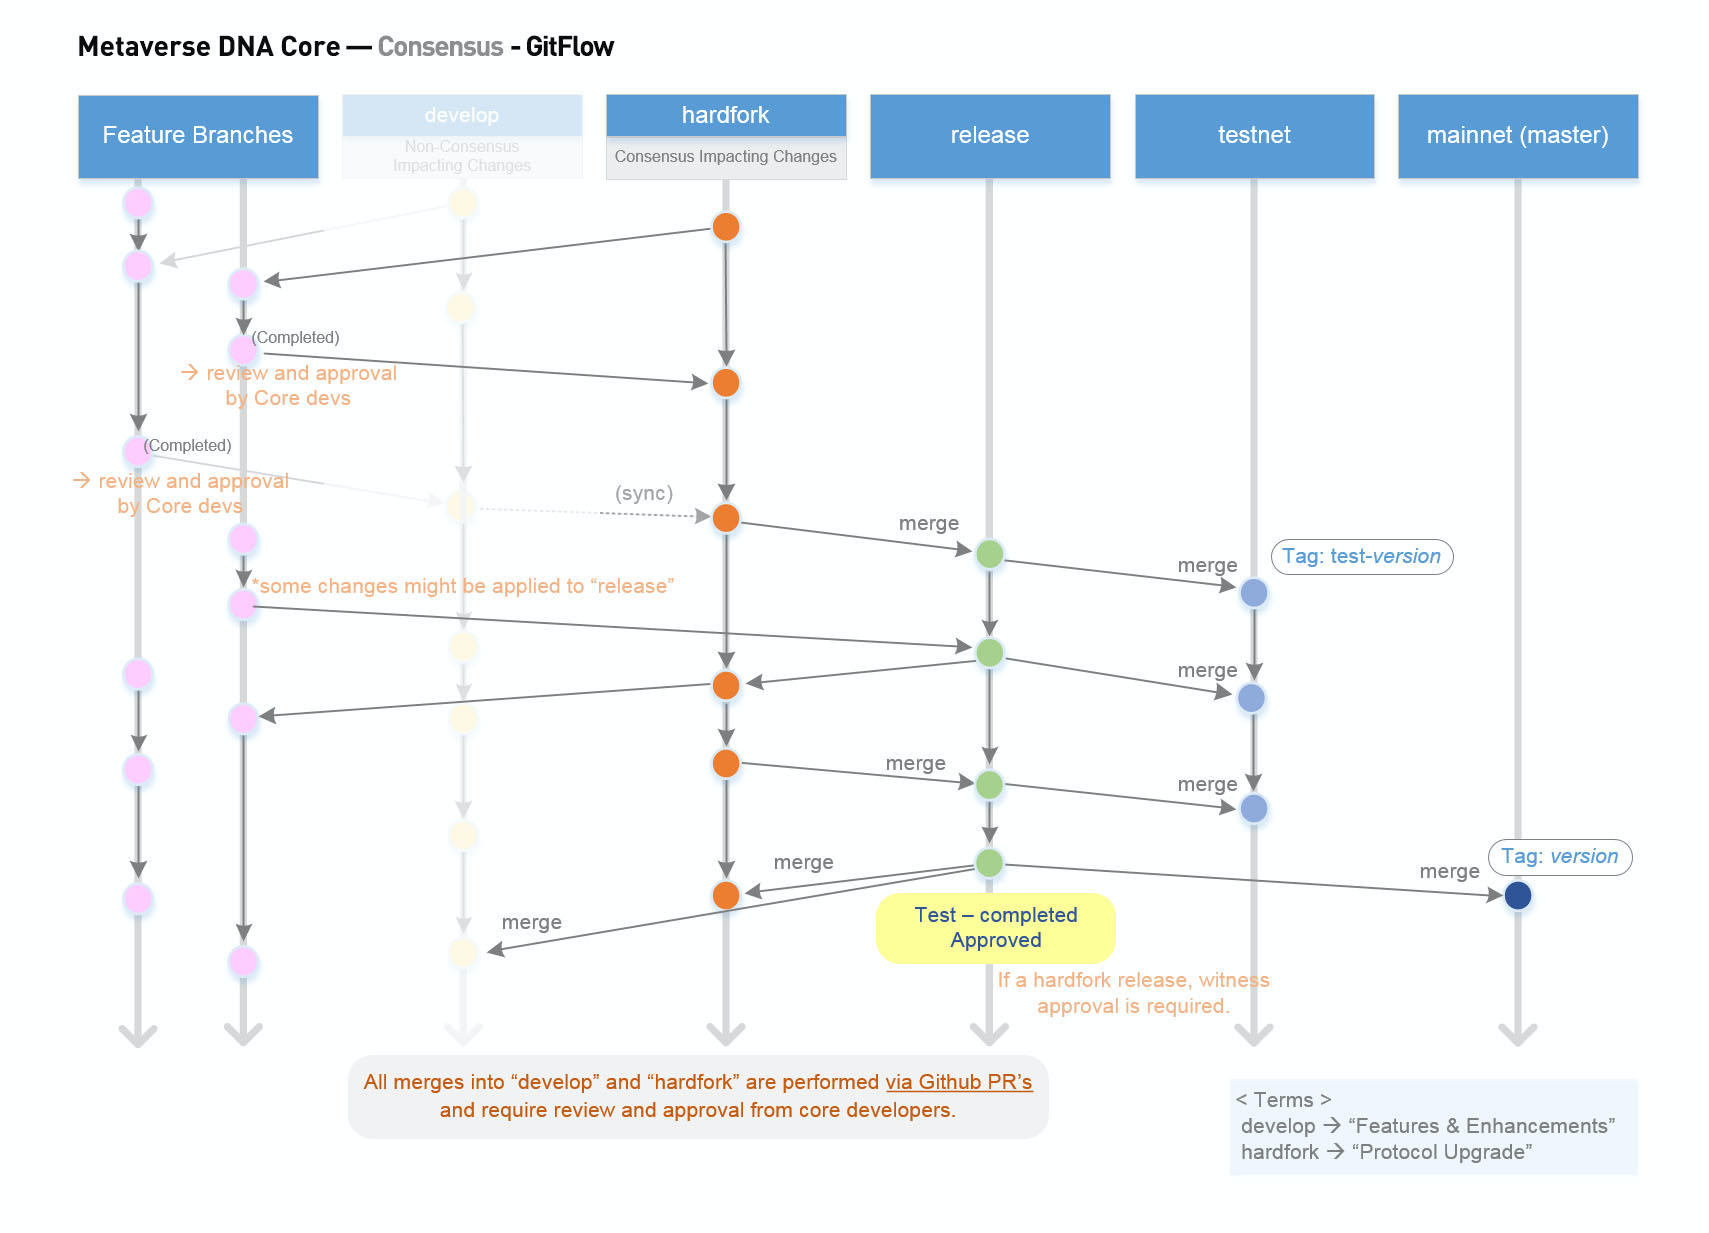 Metaverse DNA Core — Consensus - GitFlow
Feature Branches
develop
Non-Consensus
Impacting Changes
hardfork
Consensus Impacting Changes
release
testnet
mainnet (master)
(Completed)
→ review and approval
by Core devs
(Completed)
→ review and approval
by Core devs
(sync)
merge
merge
Tag: test-version
*some changes might be applied to “release”
merge
merge
merge
merge
merge
Tag: version
merge
Test – completed
Approved
If a hardfork release, witness
approval is required.
All merges into “develop” and “hardfork” are performed via Github PR’s
and require review and approval from core developers.
< Terms >
develop → “Features & Enhancements”
hardfork → “Protocol Upgrade”